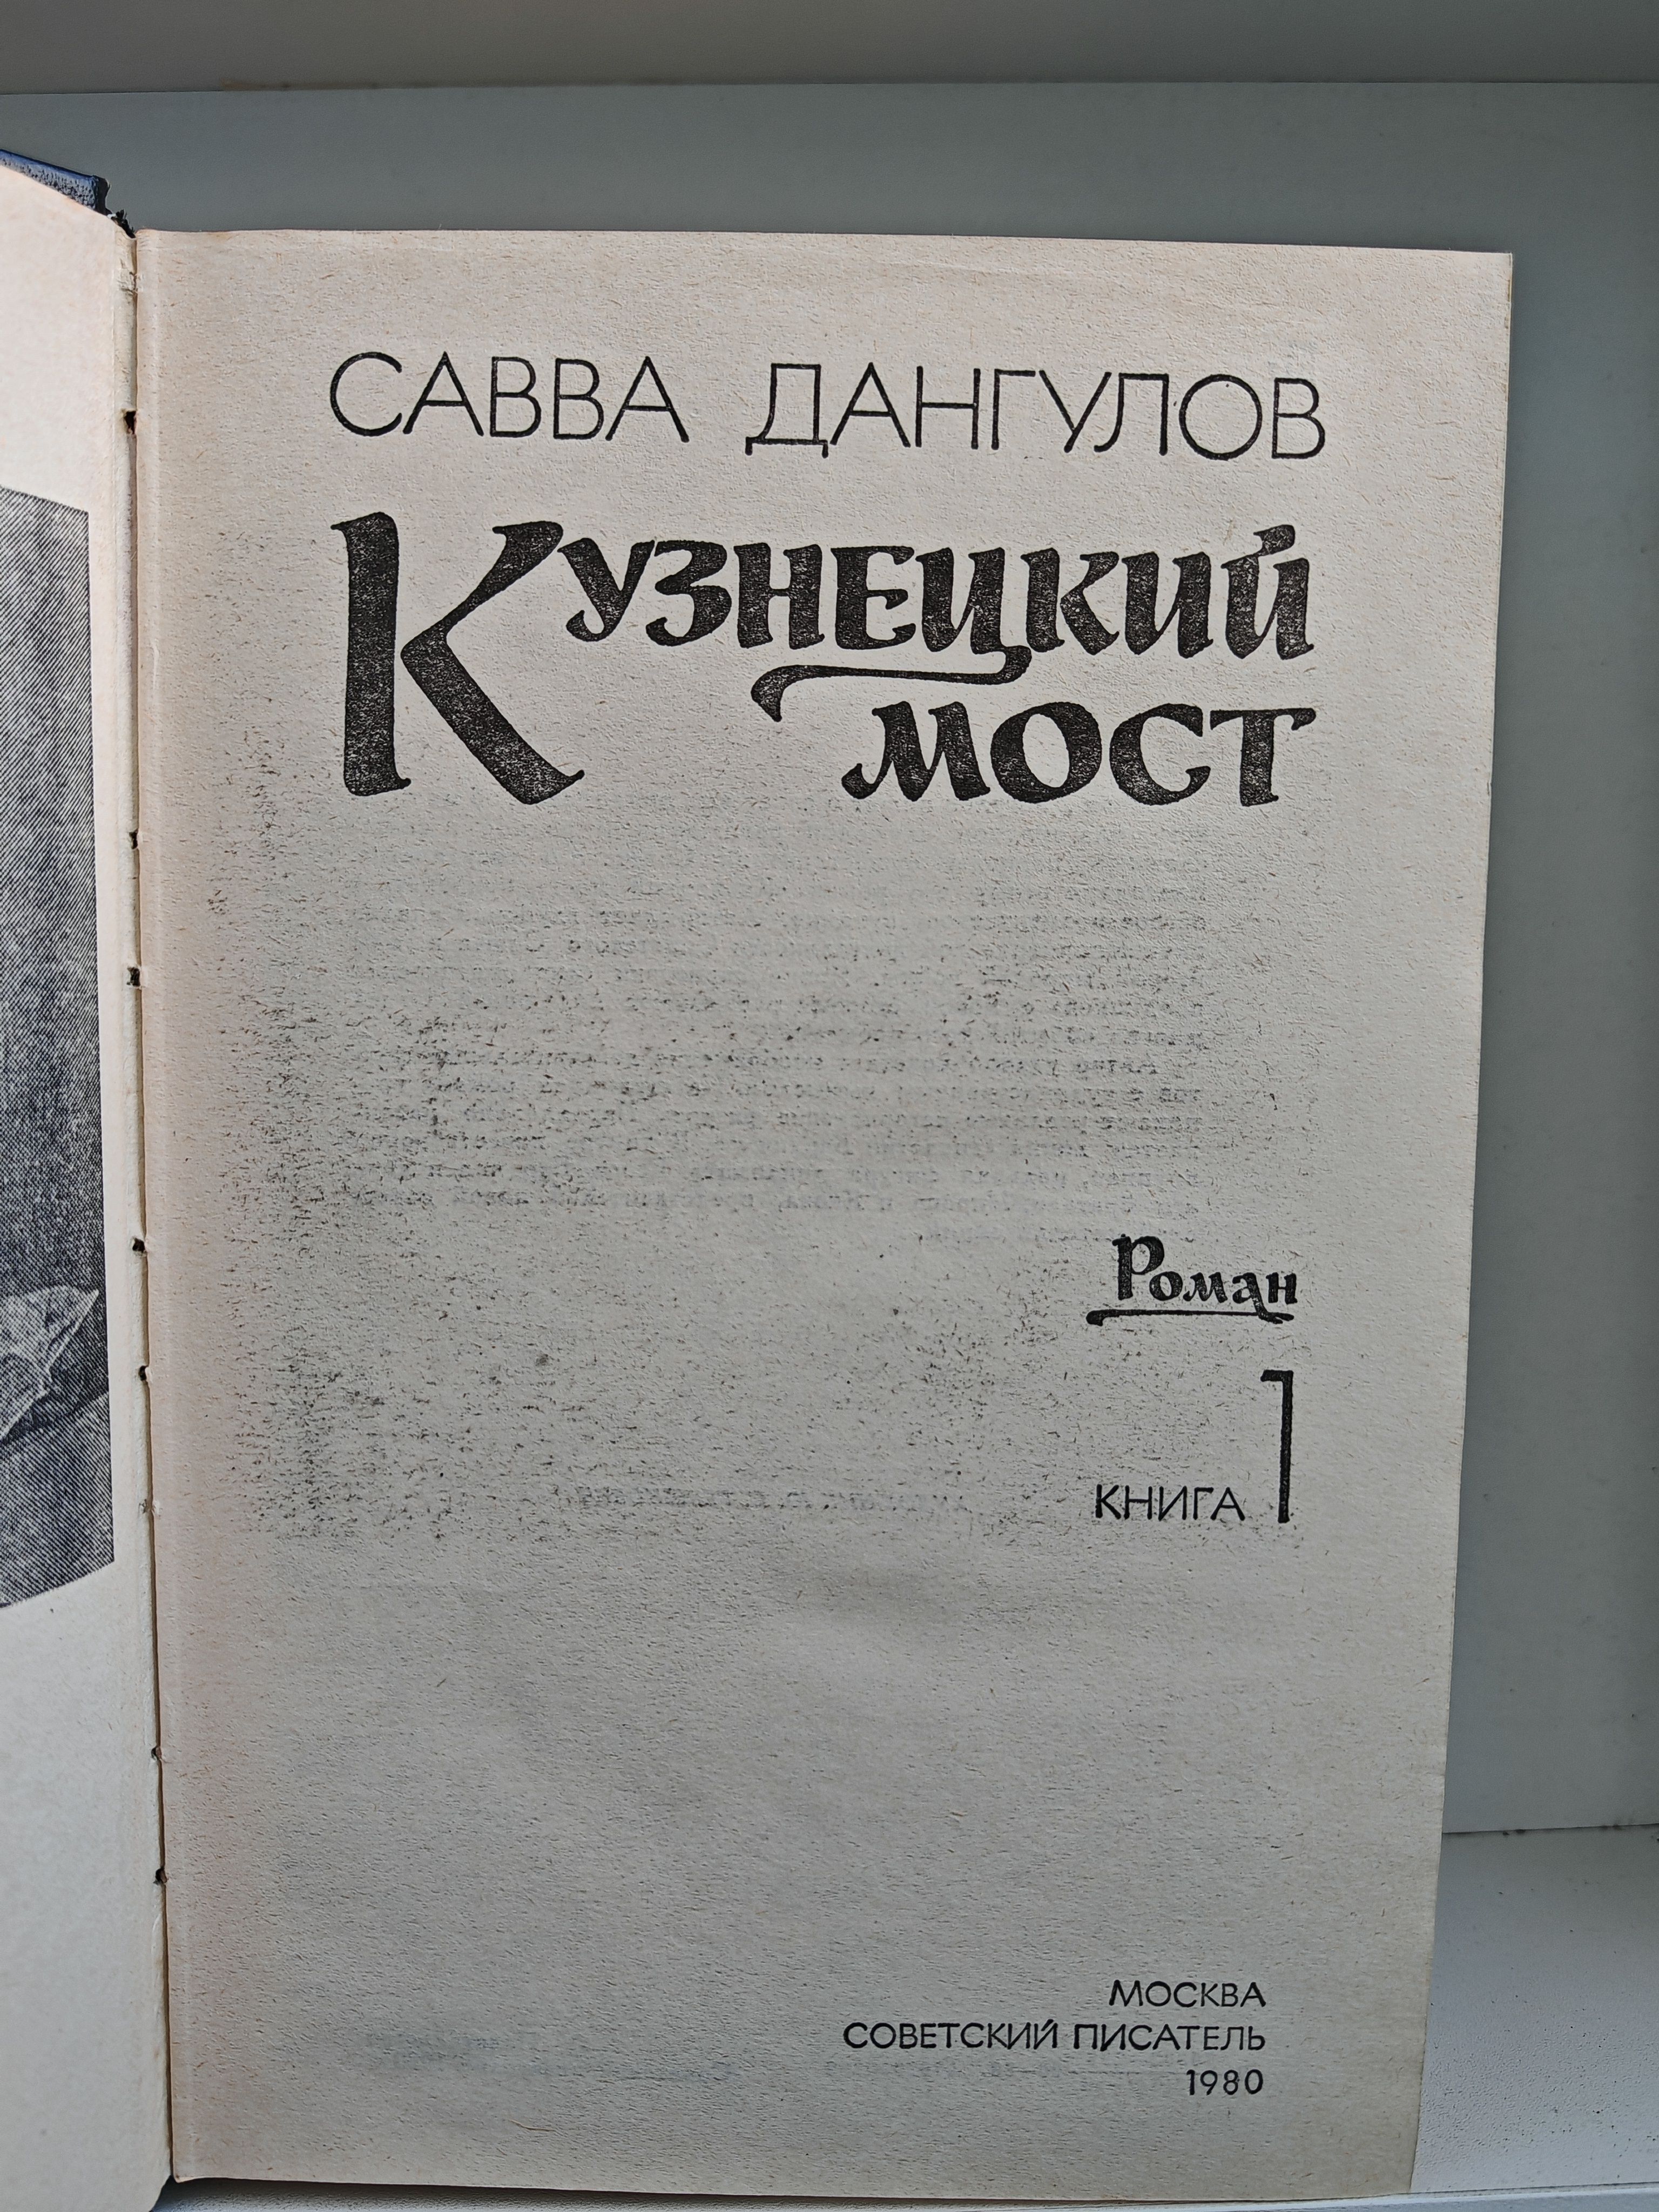 САВВА ДАНГУЛОВ
Кузнецкий
мост
Роман
КНИГА 1
МОСКВА
СОВЕТСКИЙ ПИСАТЕЛЬ
1980